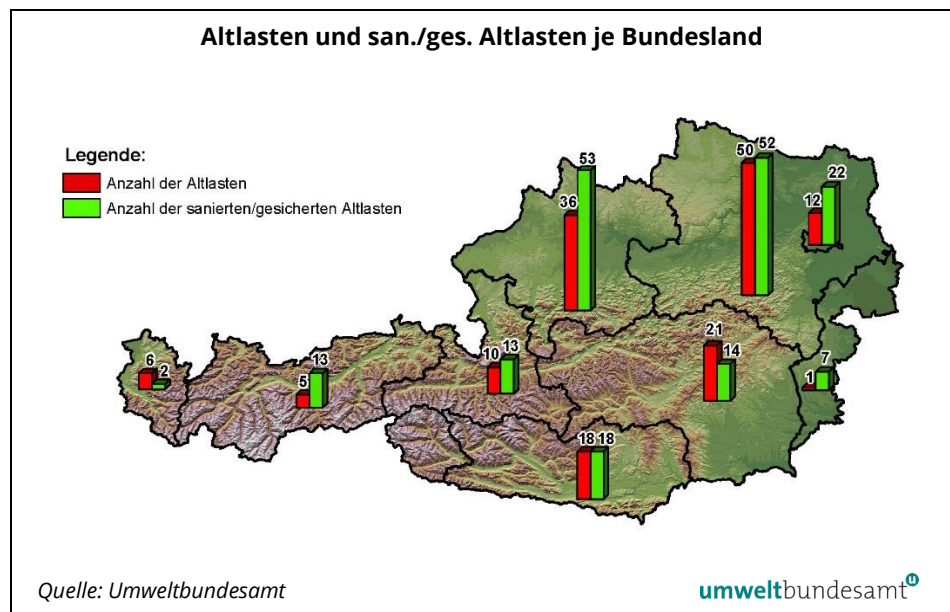 Altlasten und san./ges. Altlasten je Bundesland
Legende:
Anzahl der Altlasten
Anzahl der sanierten/gesicherten Altlasten
53
36
50
52
22
12
6
2
5
13
10
13
21
14
1
7
18
18
Quelle: Umweltbundesamt
umweltbundesamt
u